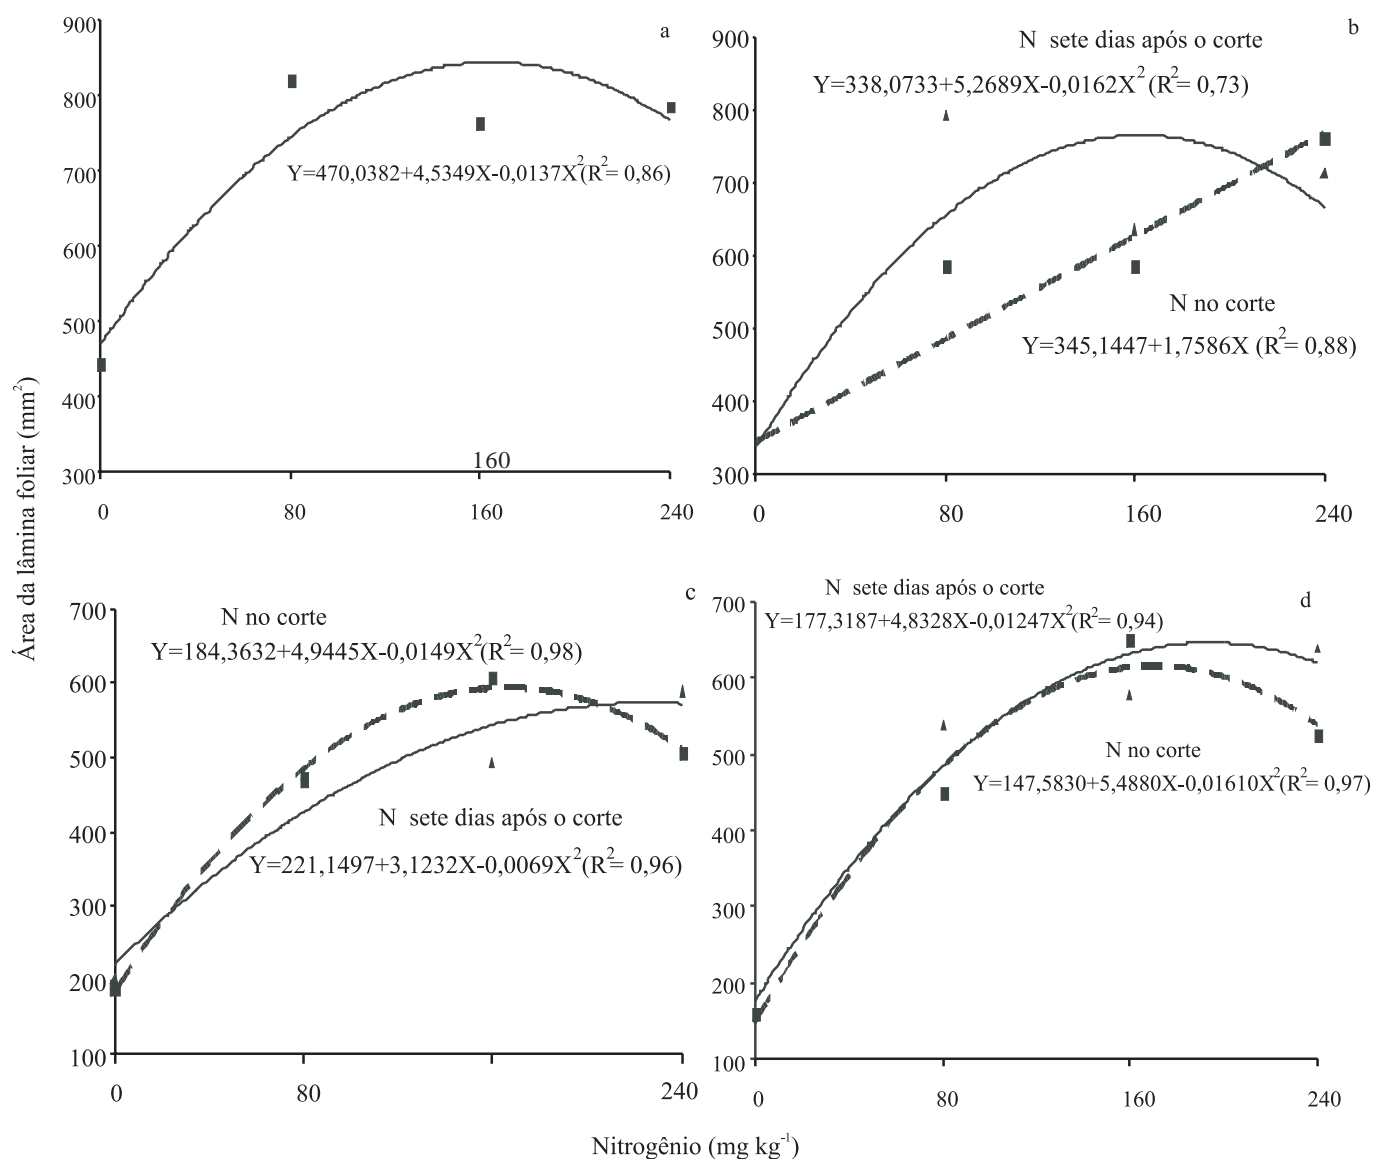 Área da lâmina foliar (mm²)
a
900
800
700
600
500
400
300
Y=470,0382+4,5349X-0,0137X² (R²= 0,86)
160
0 80 160 240
b
N sete dias após o corte
Y=338,0733+5,2689X-0,0162X² (R²= 0,73)
900
800
700
600
500
400
300
N no corte
Y=345,1447+1,7586X (R²= 0,88)
0 80 160 240
c
N no corte
Y=184,3632+4,9445X-0,0149X² (R²= 0,98)
700
600
500
400
300
200
100
N sete dias após o corte
Y=221,1497+3,1232X-0,0069X² (R²= 0,96)
0 80 240
d
N sete dias após o corte
Y=177,3187+4,8328X-0,01247X² (R²= 0,94)
700
600
500
400
300
200
100
N no corte
Y=147,5830+5,4880X-0,01610X² (R²= 0,97)
0 80 160 240
Nitrogênio (mg kg⁻¹)